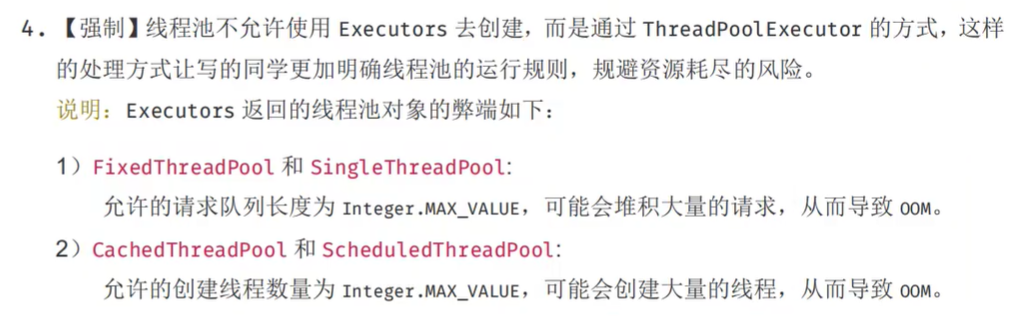 4. 【强制】线程池不允许使用 Executors 去创建，而是通过 ThreadPoolExecutor 的方式，这样
的处理方式让写的同学更加明确线程池的运行规则，规避资源耗尽的风险。
说明：Executors 返回的线程池对象的弊端如下：
1）FixedThreadPool 和 SingleThreadPool:
允许的请求队列长度为 Integer.MAX_VALUE，可能会堆积大量的请求，从而导致 OOM。
2）CachedThreadPool 和 ScheduledThreadPool:
允许的创建线程数量为 Integer.MAX_VALUE，可能会创建大量的线程，从而导致 OOM。